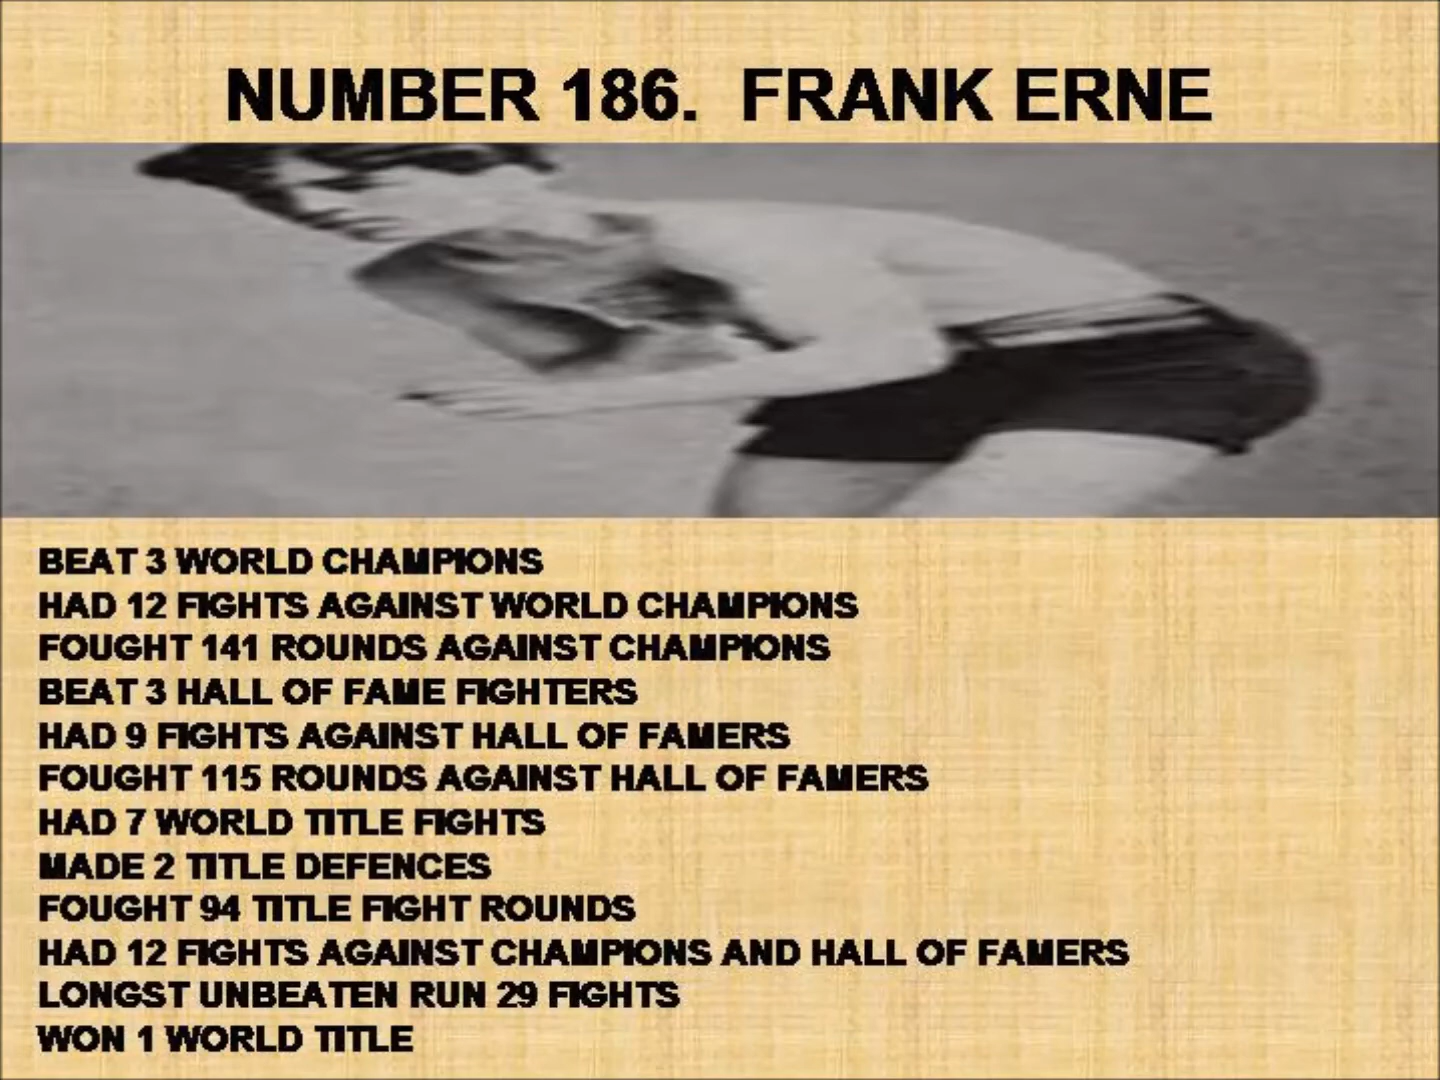 NUMBER 186.  FRANK ERNE
BEAT 3 WORLD CHAMPIONS
HAD 12 FIGHTS AGAINST WORLD CHAMPIONS
FOUGHT 141 ROUNDS AGAINST CHAMPIONS
BEAT 3 HALL OF FAME FIGHTERS
HAD 9 FIGHTS AGAINST HALL OF FAMERS
FOUGHT 115 ROUNDS AGAINST HALL OF FAMERS
HAD 7 WORLD TITLE FIGHTS
MADE 2 TITLE DEFENCES
FOUGHT 94 TITLE FIGHT ROUNDS
HAD 12 FIGHTS AGAINST CHAMPIONS AND HALL OF FAMERS
LONGST UNBEATEN RUN 29 FIGHTS
WON 1 WORLD TITLE